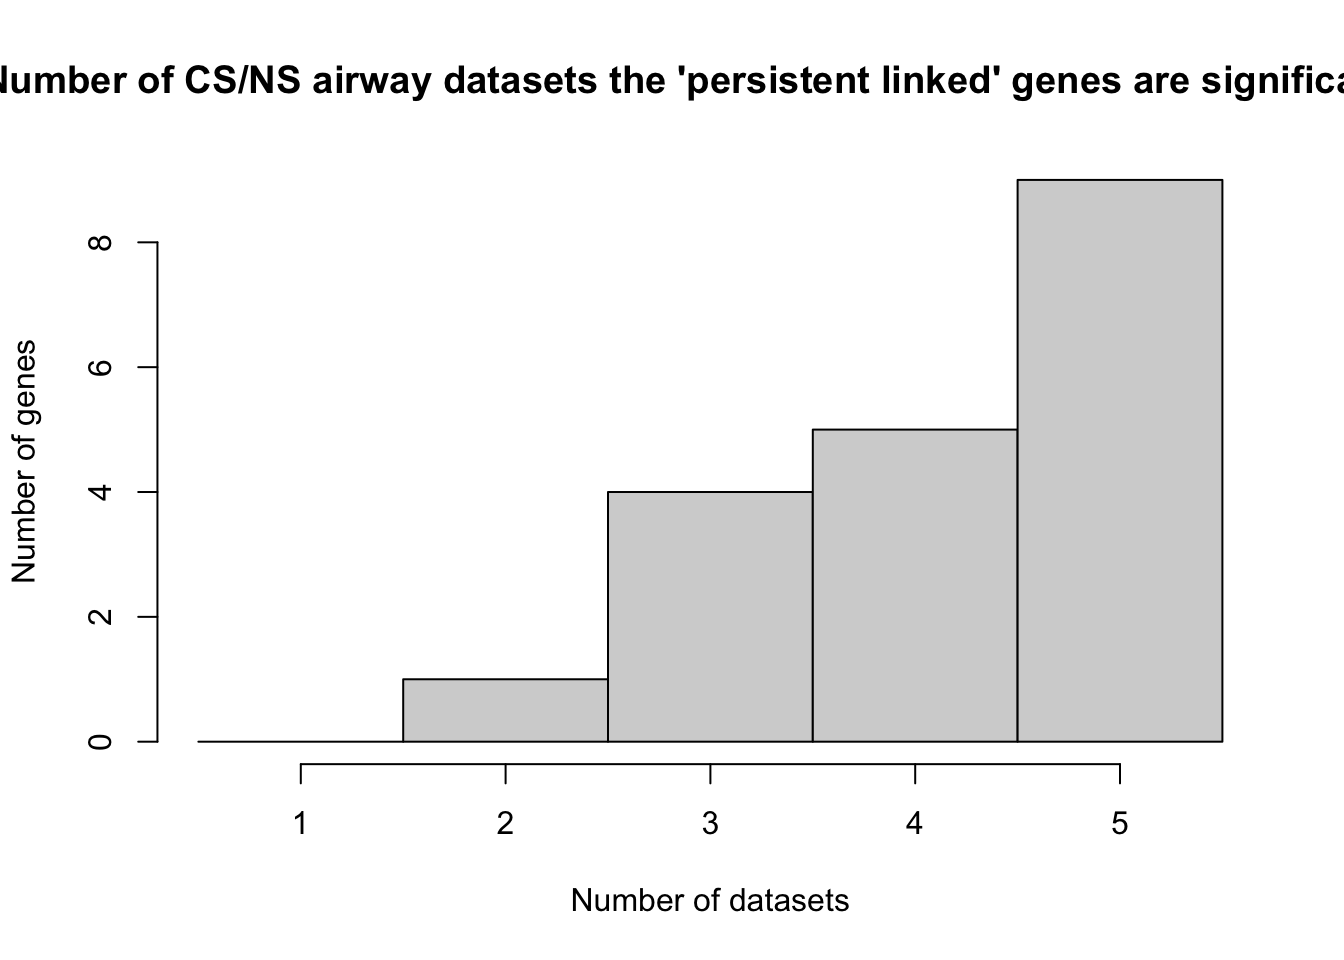 Number of CS/NS airway datasets the 'persistent linked' genes are significa
Number of genes
8
6
4
2
0
1 2 3 4 5
Number of datasets